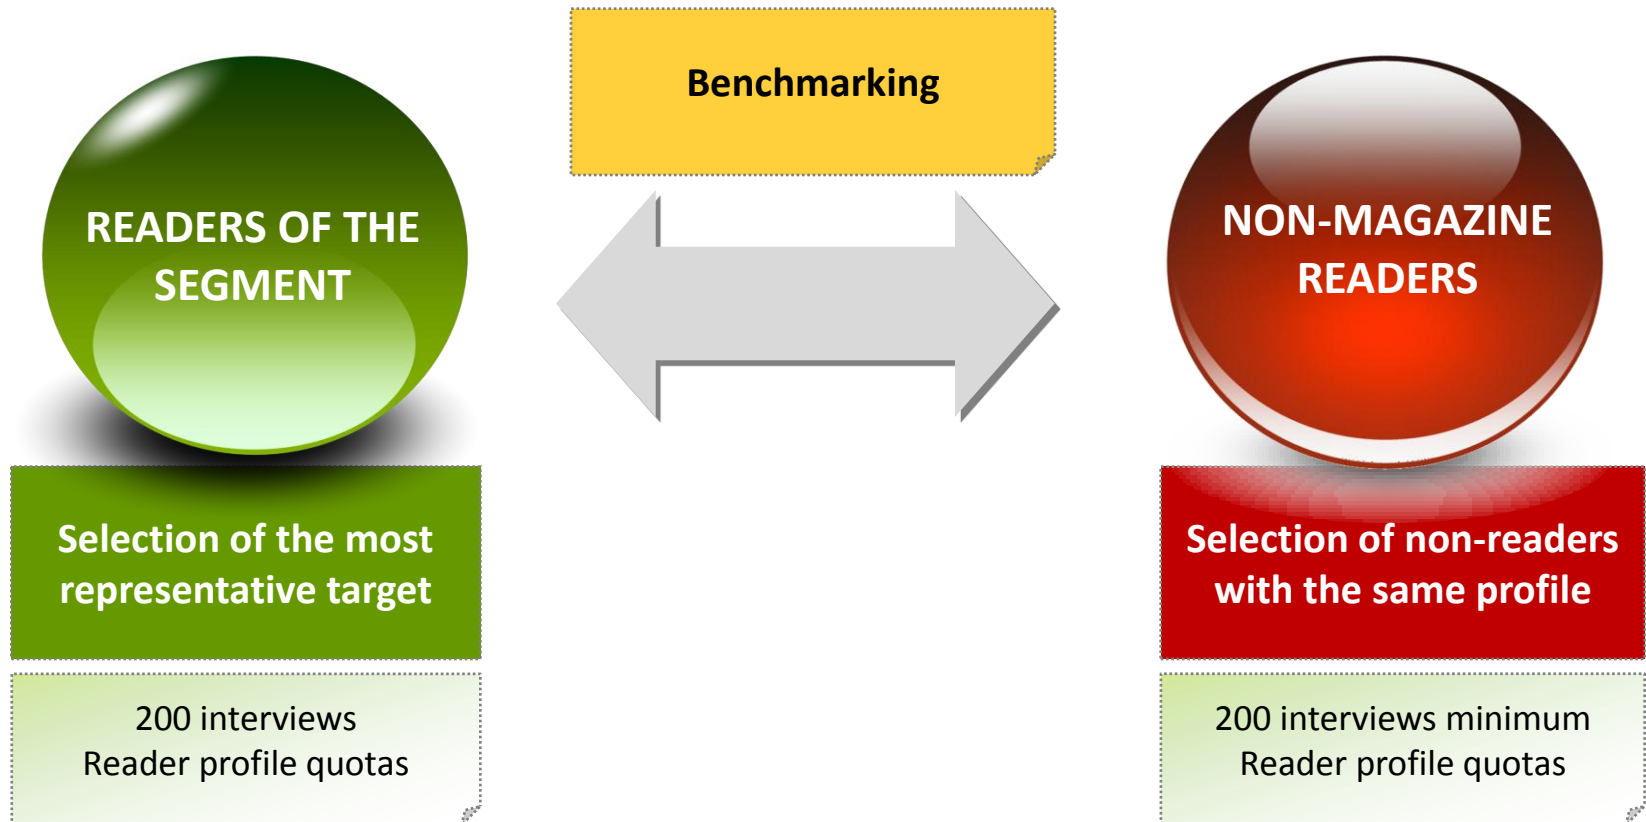 Benchmarking
READERS OF THE
SEGMENT
NON-MAGAZINE
READERS
Selection of the most
representative target
Selection of non-readers
with the same profile
200 interviews
Reader profile quotas
200 interviews minimum
Reader profile quotas